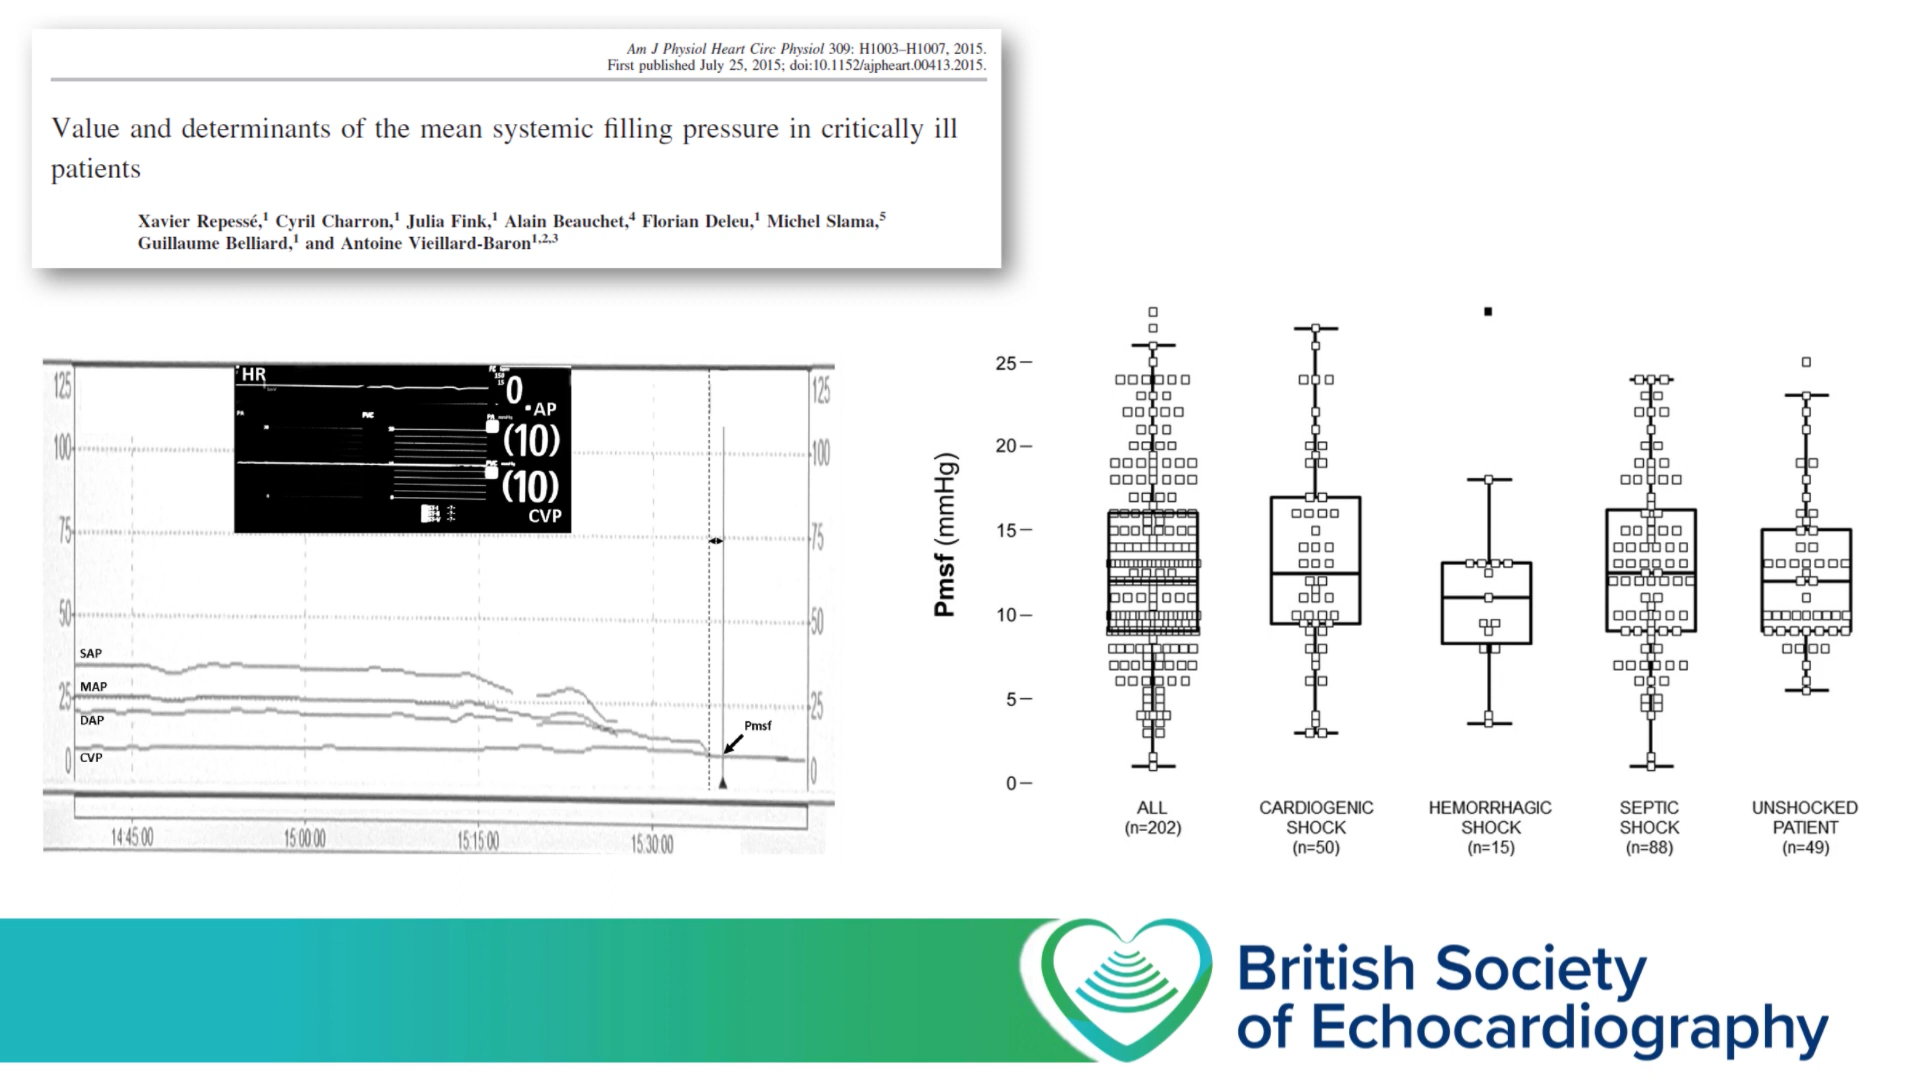 Am J Physiol Heart Circ Physiol 309: H1003–H1007, 2015.
First published July 25, 2015; doi:10.1152/ajpheart.00413.2015.
Value and determinants of the mean systemic filling pressure in critically ill
patients
Xavier Repessé,1 Cyril Charron,1 Julia Fink,1 Alain Beauchet,4 Florian Deleu,1 Michel Slama,5
Guillaume Belliard,1 and Antoine Vieillard-Baron1,2,3
125
100
75
50
25
0
HR
0
AP
(10)
(10)
CVP
SAP
MAP
DAP
CVP
Pmsf
125
100
75
50
25
0
14:45:00
15:00:00
15:15:00
15:30:00
Pmsf (mmHg)
25
20
15
10
5
0
ALL
(n=202)
CARDIOGENIC
SHOCK
(n=50)
HEMORRHAGIC
SHOCK
(n=15)
SEPTIC
SHOCK
(n=88)
UNSHOCKED
PATIENT
(n=49)
British Society
of Echocardiography